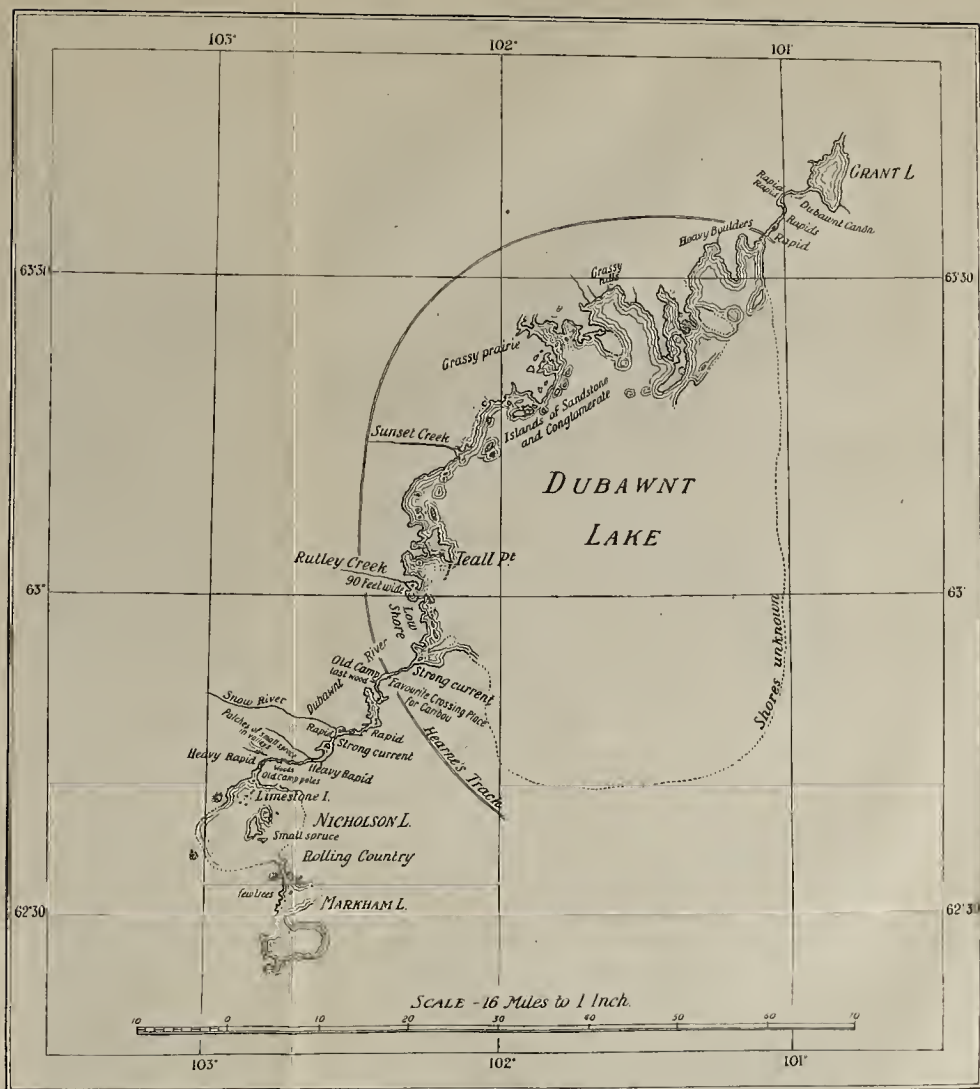 103°
102°
101°
GRANT L
Rapid
Rapids
Dubaunt Cañon
Rapids
Heavy Boulders
Rapid
63°30
63°30
Grassy
hills
Grassy prairie
Islands of Sandstone
and Conglomerate
Sunset Creek
DUBAWNT
LAKE
Rutley Creek
90 Feet wide
Teall Pt
63°
63°
Low
Shore
River
Dubawnt
Old Camp
last wood
Strong current
Favourite Crossing Place
for Caribou
Shores unknown
Snow River
Patches of small spruce
in valleys
Rapid
Rapid
Strong current
Heavy Rapid
Woods
Heavy Rapid
Old Camp poles
Hearne's Track
Limestone I.
NICHOLSON L.
Small spruce
Rolling Country
few trees
MARKHAM L.
62°30
62°30
SCALE - 16 Miles to 1 Inch.
10 0 10 20 30 40 50 60 70
103°
102°
101°